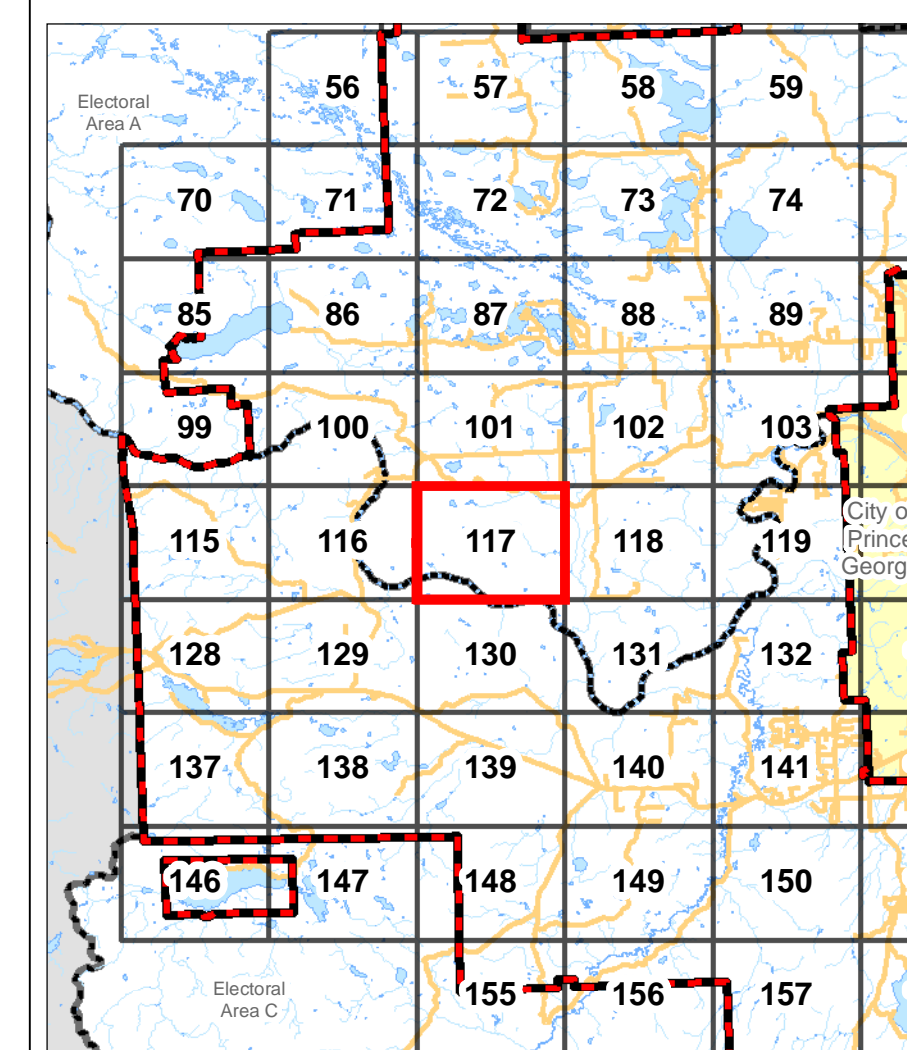 56 57 58 59
Electoral
Area A
70 71 72 73 74
85 86 87 88 89
99 100 101 102 103
115 116 117 118 119
City o
Prince
Georg
128 129 130 131 132
137 138 139 140 141
146 147 148 149 150
Electoral
Area C
155 156 157